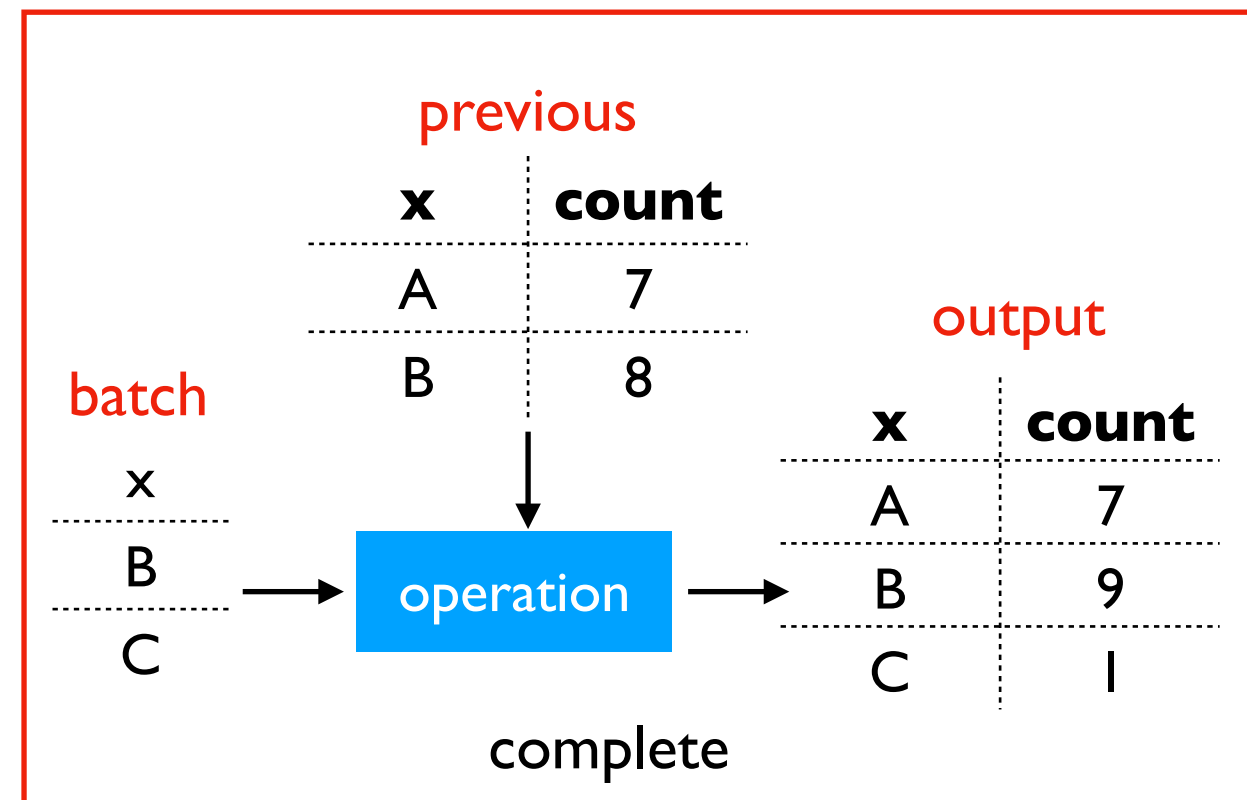 previous
x count
A 7
B 8
batch
x
B
C
operation
output
x count
A 7
B 9
C 1
complete